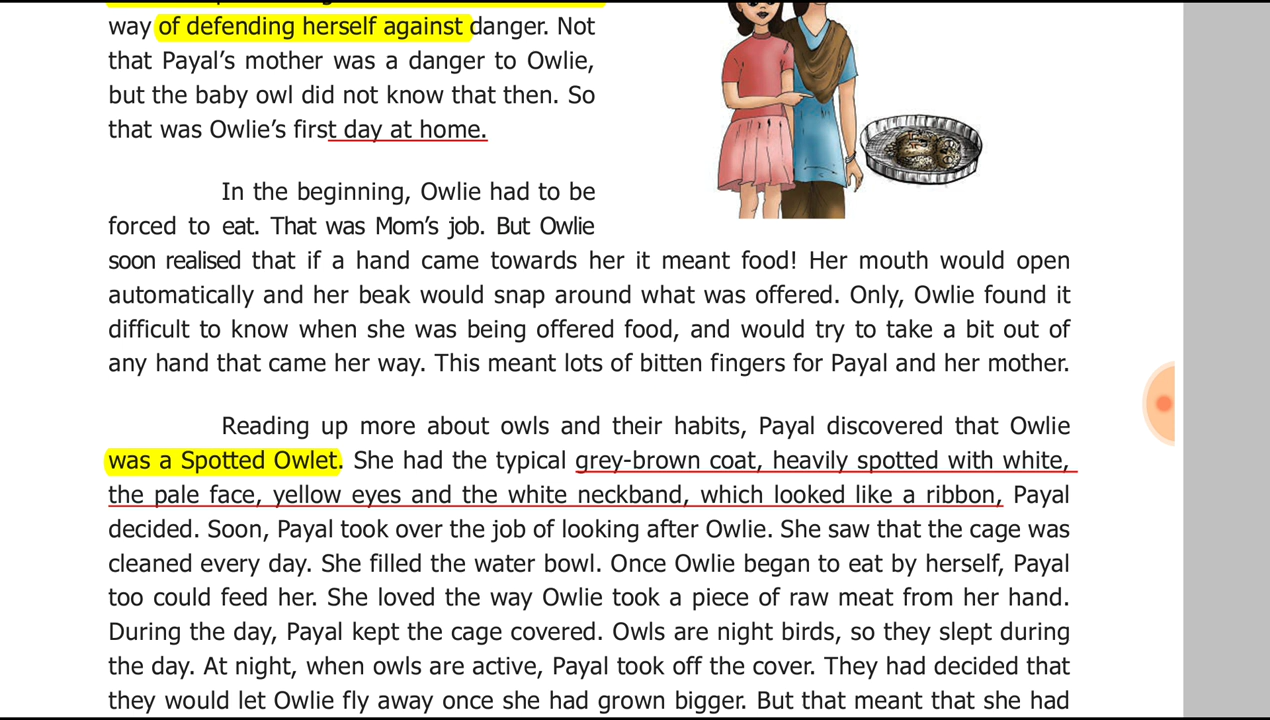 way of defending herself against danger. Not
that Payal’s mother was a danger to Owlie,
but the baby owl did not know that then. So
that was Owlie’s first day at home.
In the beginning, Owlie had to be
forced to eat. That was Mom’s job. But Owlie
soon realised that if a hand came towards her it meant food! Her mouth would open
automatically and her beak would snap around what was offered. Only, Owlie found it
difficult to know when she was being offered food, and would try to take a bit out of
any hand that came her way. This meant lots of bitten fingers for Payal and her mother.
Reading up more about owls and their habits, Payal discovered that Owlie
was a Spotted Owlet. She had the typical grey-brown coat, heavily spotted with white,
the pale face, yellow eyes and the white neckband, which looked like a ribbon, Payal
decided. Soon, Payal took over the job of looking after Owlie. She saw that the cage was
cleaned every day. She filled the water bowl. Once Owlie began to eat by herself, Payal
too could feed her. She loved the way Owlie took a piece of raw meat from her hand.
During the day, Payal kept the cage covered. Owls are night birds, so they slept during
the day. At night, when owls are active, Payal took off the cover. They had decided that
they would let Owlie fly away once she had grown bigger. But that meant that she had